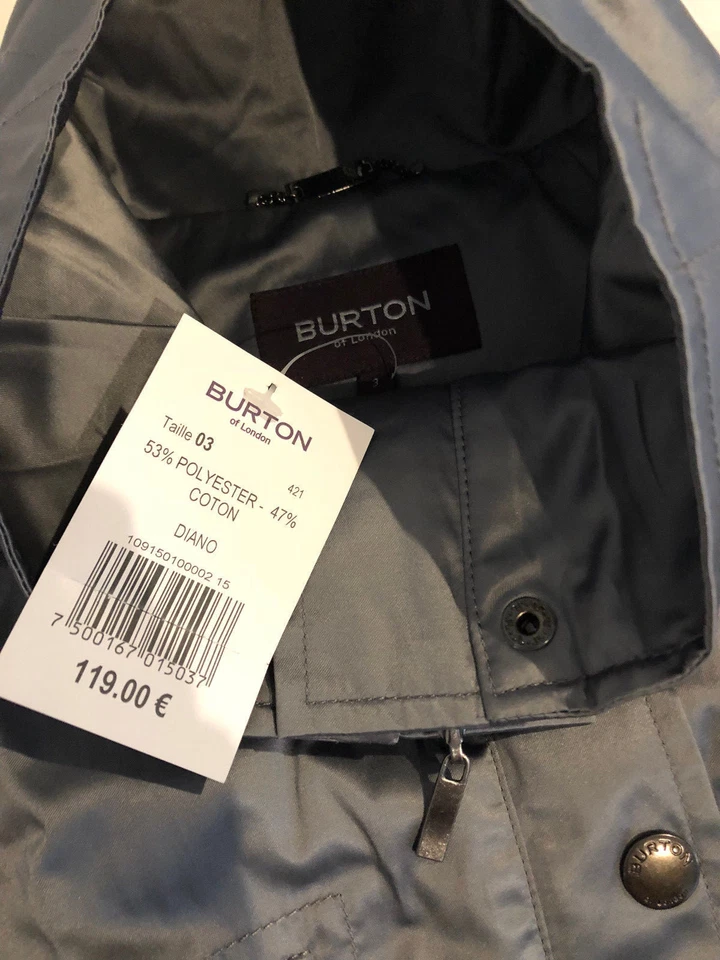 BURTON
of London
3
BURTON
of London
Taille 03
421
53% POLYESTER - 47%
COTON
DIANO
109150100002 15
7 500167 015037
119.00 €
BURTON